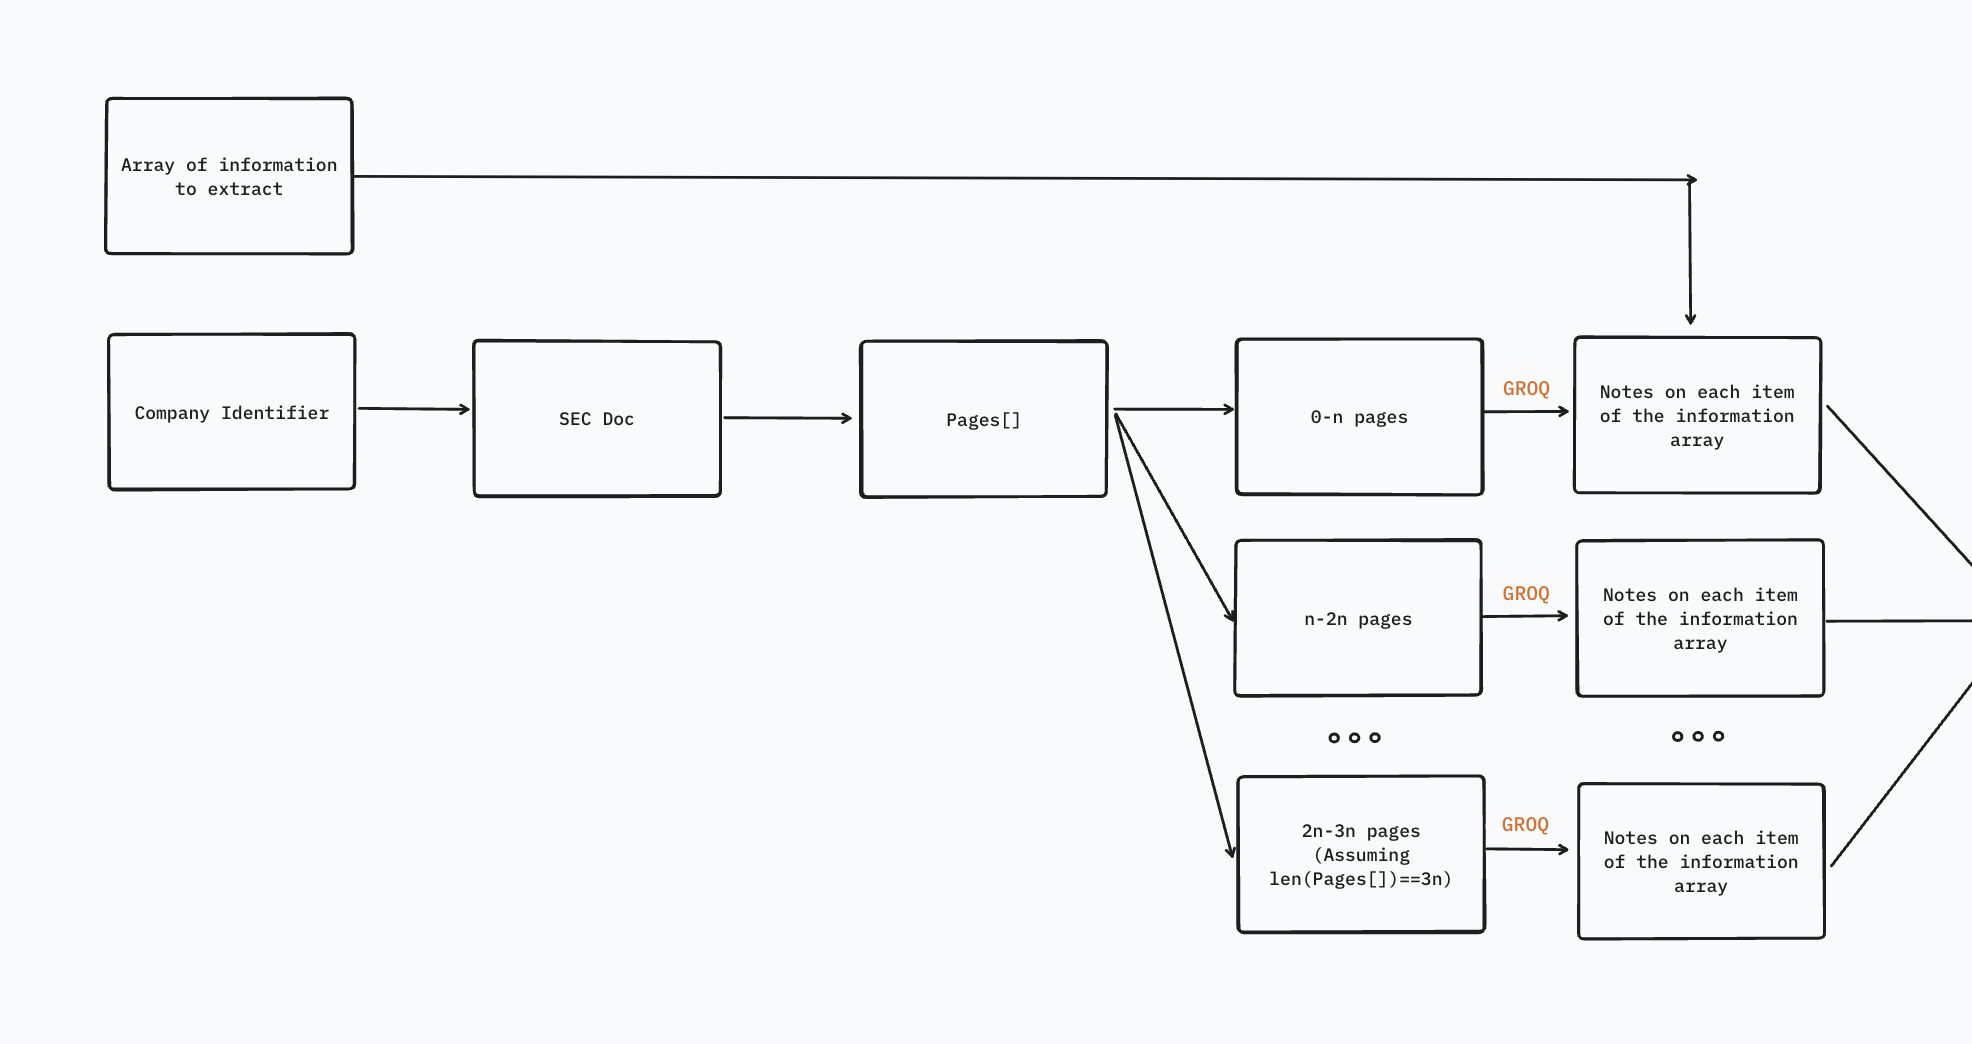 Array of information
to extract
Company Identifier
SEC Doc
Pages[]
0-n pages
GROQ
Notes on each item
of the information
array
n-2n pages
GROQ
Notes on each item
of the information
array
2n-3n pages
(Assuming
len(Pages[])==3n)
GROQ
Notes on each item
of the information
array